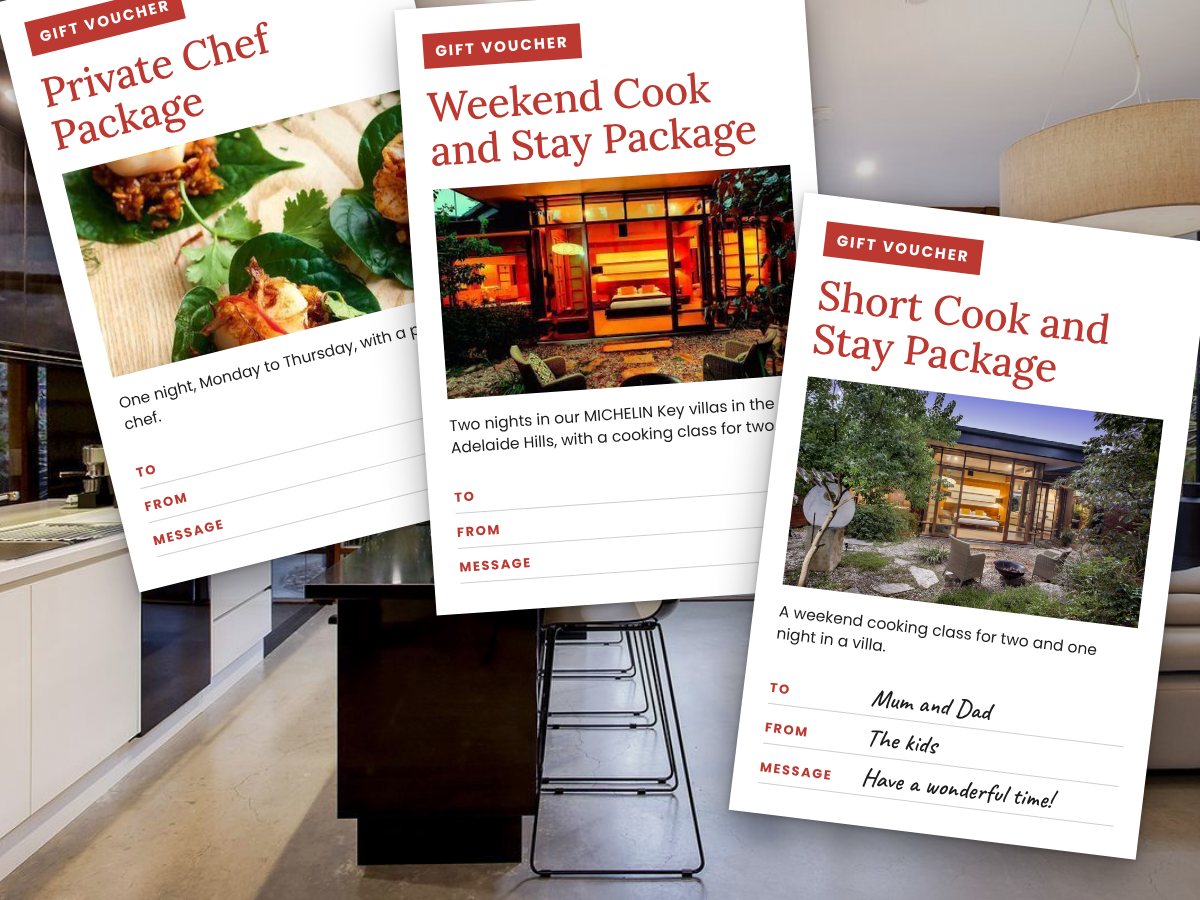 GIFT VOUCHER
Private Chef
Package
One night, Monday to Thursday, with a
chef.
TO
FROM
MESSAGE
GIFT VOUCHER
Weekend Cook
and Stay Package
Two nights in our MICHELIN Key villas in the
Adelaide Hills, with a cooking class for two
TO
FROM
MESSAGE
GIFT VOUCHER
Short Cook and
Stay Package
A weekend cooking class for two and one
night in a villa.
TO Mum and Dad
FROM The kids
MESSAGE Have a wonderful time!